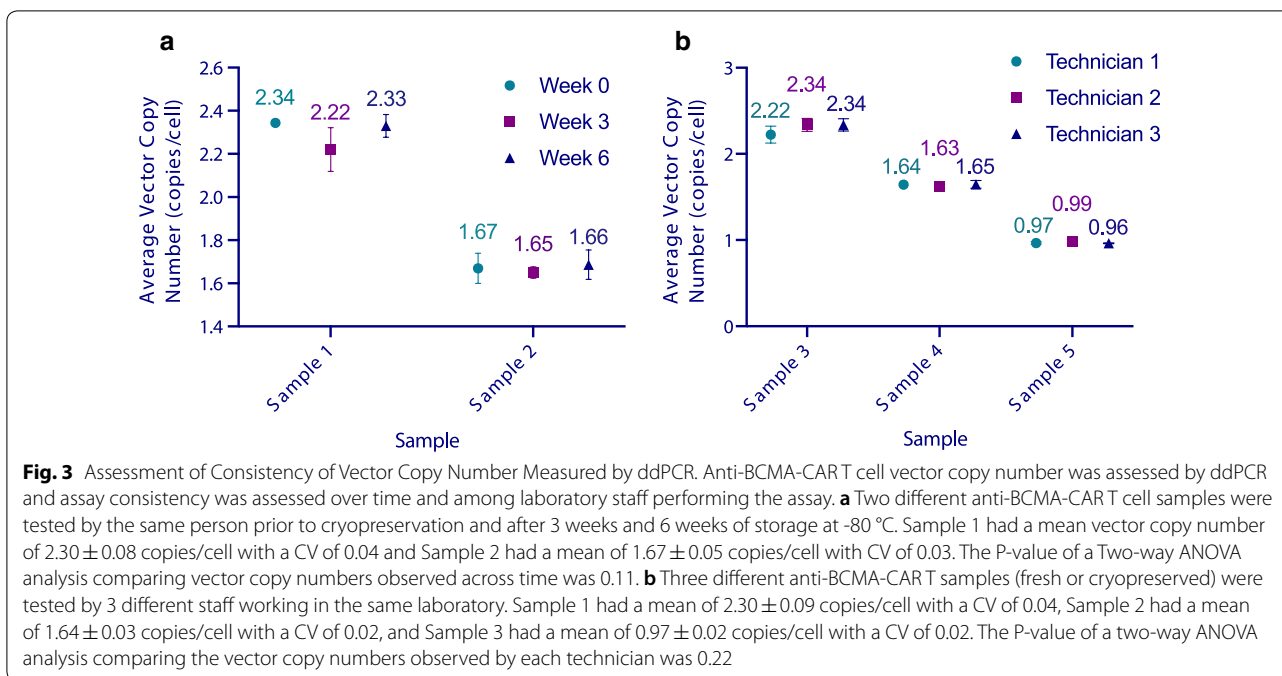 a
2.6
2.4
2.2
2.0
1.8
1.6
1.4
Average Vector Copy
Number (copies/cell)
2.34
2.22
2.33
1.67
1.65
1.66
Week 0
Week 3
Week 6
Sample 1
Sample 2
Sample
b
3
2
1
0
Average Vector Copy
Number (copies/cell)
2.22
2.34
2.34
1.64
1.63
1.65
0.97
0.99
0.96
Technician 1
Technician 2
Technician 3
Sample 3
Sample 4
Sample 5
Sample
Fig. 3 Assessment of Consistency of Vector Copy Number Measured by ddPCR. Anti-BCMA-CAR T cell vector copy number was assessed by ddPCR
and assay consistency was assessed over time and among laboratory staff performing the assay. a Two different anti-BCMA-CAR T cell samples were
tested by the same person prior to cryopreservation and after 3 weeks and 6 weeks of storage at -80 °C. Sample 1 had a mean vector copy number
of 2.30 ± 0.08 copies/cell with a CV of 0.04 and Sample 2 had a mean of 1.67 ± 0.05 copies/cell with CV of 0.03. The P-value of a Two-way ANOVA
analysis comparing vector copy numbers observed across time was 0.11. b Three different anti-BCMA-CAR T samples (fresh or cryopreserved) were
tested by 3 different staff working in the same laboratory. Sample 1 had a mean of 2.30 ± 0.09 copies/cell with a CV of 0.04, Sample 2 had a mean
of 1.64 ± 0.03 copies/cell with a CV of 0.02, and Sample 3 had a mean of 0.97 ± 0.02 copies/cell with a CV of 0.02. The P-value of a two-way ANOVA
analysis comparing the vector copy numbers observed by each technician was 0.22